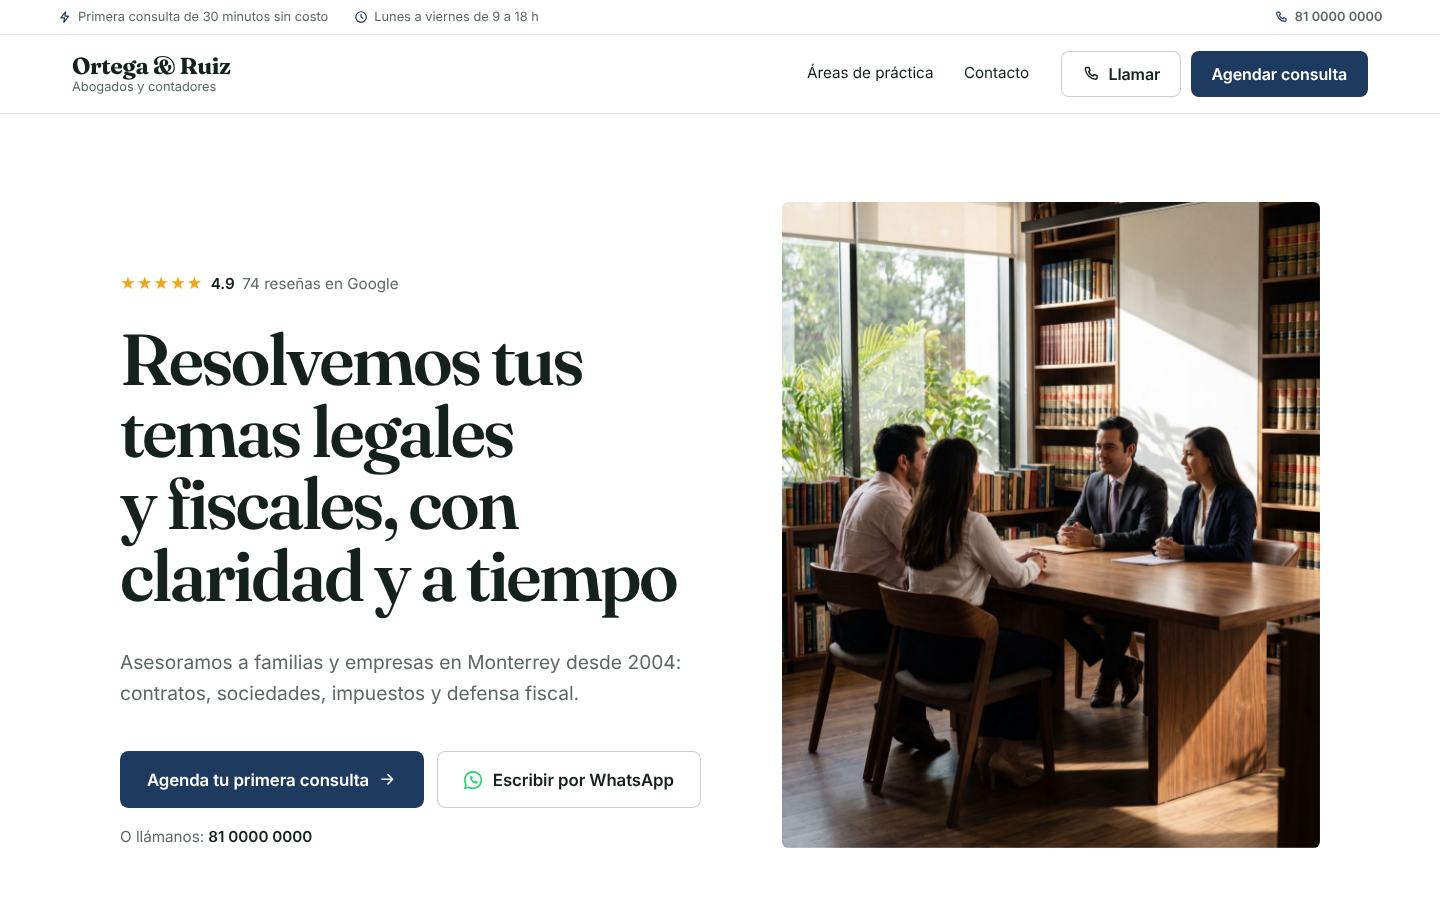 Primera consulta de 30 minutos sin costo
Lunes a viernes de 9 a 18 h
81 0000 0000
Ortega & Ruiz
Abogados y contadores
Áreas de práctica
Contacto
Llamar
Agendar consulta
★★★★★ 4.9 74 reseñas en Google
Resolvemos tus
temas legales
y fiscales, con
claridad y a tiempo
Asesoramos a familias y empresas en Monterrey desde 2004:
contratos, sociedades, impuestos y defensa fiscal.
Agenda tu primera consulta →
Escribir por WhatsApp
O llámanos: 81 0000 0000